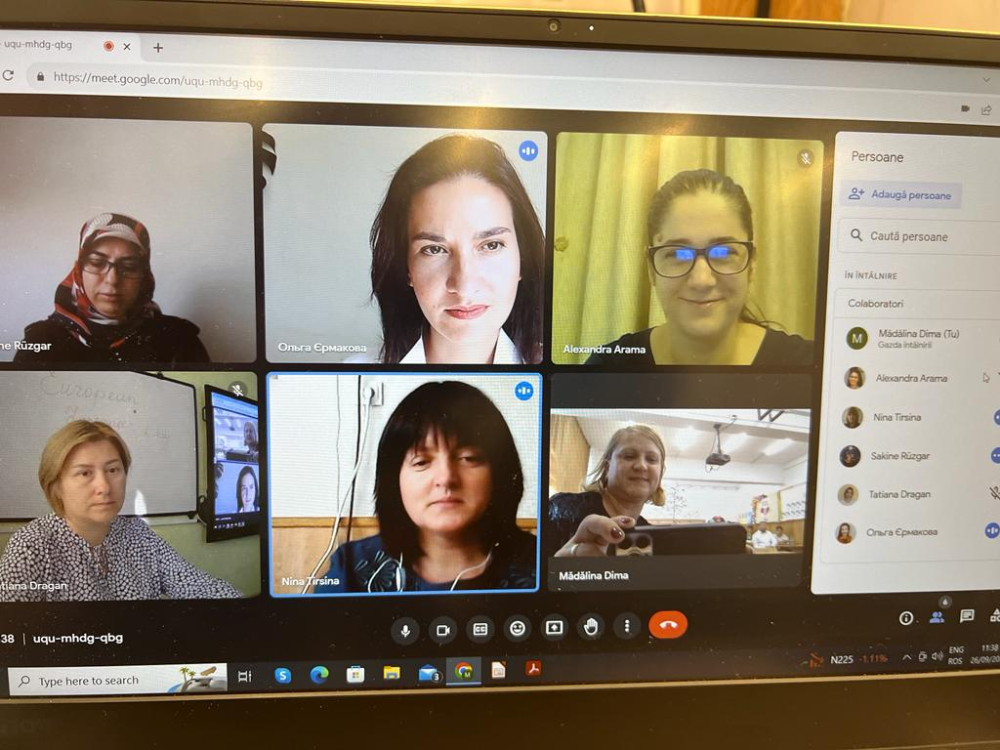 uqu-mhdg-qbg
https://meet.google.com/uqu-mhdg-qbg
ne Rüzgar
Ольга Єрмакова
Alexandra Arama
European
tiana Dragan
Nina Tirsina
Mădălina Dima
Persoane
Adaugă persoane
Caută persoane
ÎN ÎNTÂLNIRE
Colaboratori
M
Mădălina Dima (Tu)
Gazda întâlnirii
Alexandra Arama
Nina Tirsina
Sakine Rüzgar
Tatiana Dragan
Ольга Єрмакова
38 | uqu-mhdg-qbg
6
Type here to search
3
N225 -1.11%
ENG
ROS
11:38
26/09/20